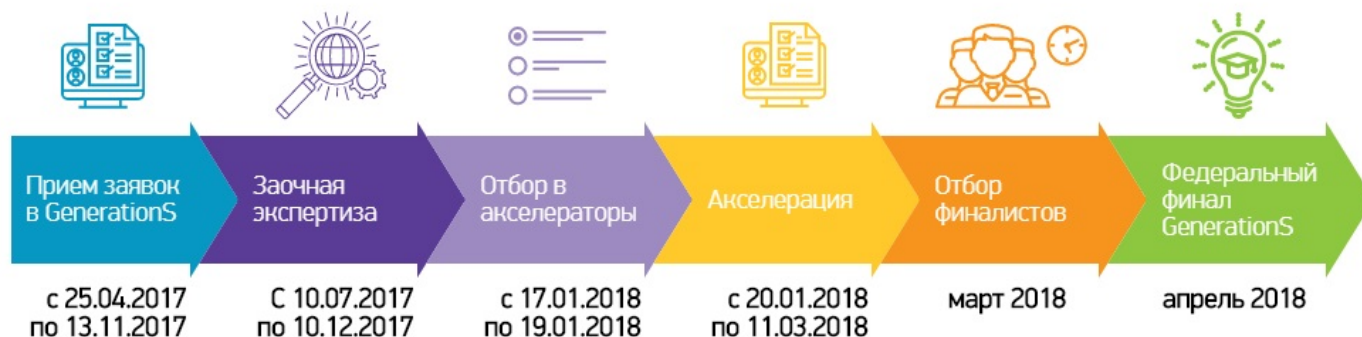 Прием заявок
в GenerationS
Заочная
экспертиза
Отбор в
акселераторы
Акселерация
Отбор
финалистов
Федеральный
финал
GenerationS
с 25.04.2017
по 13.11.2017
С 10.07.2017
по 10.12.2017
с 17.01.2018
по 19.01.2018
с 20.01.2018
по 11.03.2018
март 2018
апрель 2018